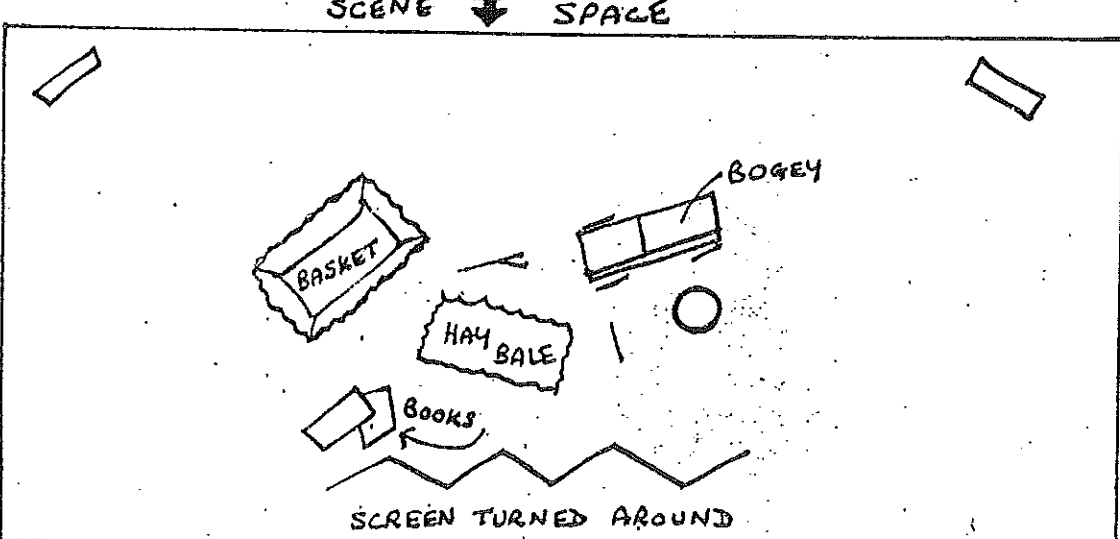 SCENE SPACE
BOGEY
BASKET
HAY BALE
BOOKS
SCREEN TURNED AROUND